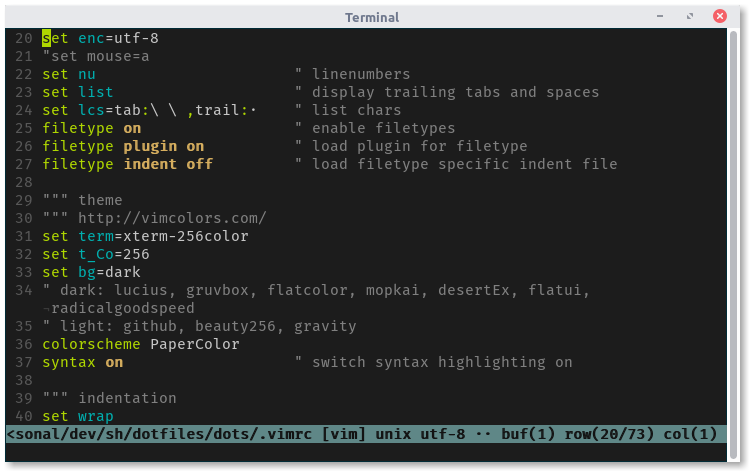 Terminal
20 set enc=utf-8
21 "set mouse=a
22 set nu                      " linenumbers
23 set list                    " display trailing tabs and spaces
24 set lcs=tab:\ \ ,trail:·    " list chars
25 filetype on                 " enable filetypes
26 filetype plugin on          " load plugin for filetype
27 filetype indent off         " load filetype specific indent file
28
29 """ theme
30 """ http://vimcolors.com/
31 set term=xterm-256color
32 set t_Co=256
33 set bg=dark
34 " dark: lucius, gruvbox, flatcolor, mopkai, desertEx, flatui,
¬radicalgoodspeed
35 " light: github, beauty256, gravity
36 colorscheme PaperColor
37 syntax on                   " switch syntax highlighting on
38
39 """ indentation
40 set wrap
<sonal/dev/sh/dotfiles/dots/.vimrc [vim] unix utf-8 ·· buf(1) row(20/73) col(1)